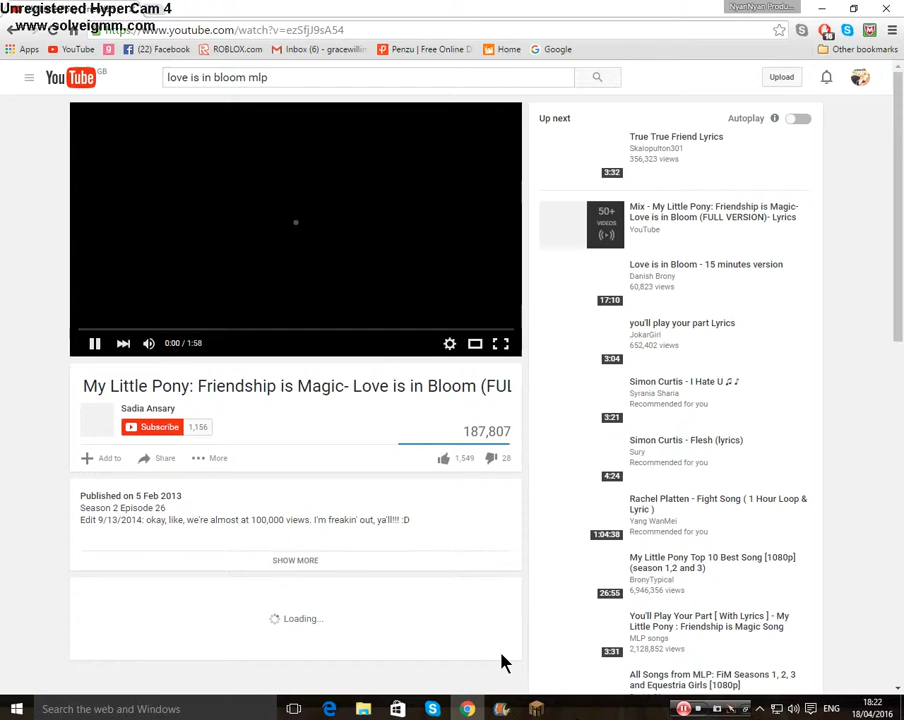 Unregistered HyperCam 4
www.solveigmm.com
NyanNyan Produ...
https://www.youtube.com/watch?v=ezSfjJ9sA54
Apps YouTube (22) Facebook ROBLOX.com Inbox (6) - gracewill Penzu | Free Online D Home Google Other bookmarks
YouTube GB
love is in bloom mlp
Upload
0:00 / 1:58
My Little Pony: Friendship is Magic- Love is in Bloom (FUL
Sadia Ansary
Subscribe 1,156
187,807
Add to Share More 1,549 28
Published on 5 Feb 2013
Season 2 Episode 26
Edit 9/13/2014: okay, like, we're almost at 100,000 views. I'm freakin' out, ya'll!!! :D
SHOW MORE
Loading...
Up next Autoplay
True True Friend Lyrics
Skalopulton301
356,323 views
3:32
50+
VIDEOS
Mix - My Little Pony: Friendship is Magic-
Love is in Bloom (FULL VERSION)- Lyrics
YouTube
Love is in Bloom - 15 minutes version
Danish Brony
60,823 views
17:10
you'll play your part Lyrics
JokarGirl
652,402 views
3:04
Simon Curtis - I Hate U ♫♪
Syrania Sharia
Recommended for you
3:21
Simon Curtis - Flesh (lyrics)
Sury
Recommended for you
4:24
Rachel Platten - Fight Song ( 1 Hour Loop &
Lyric )
Yang WanMei
Recommended for you
1:04:38
My Little Pony Top 10 Best Song [1080p]
(season 1,2 and 3)
BronyTypical
6,946,356 views
26:55
You'll Play Your Part [ With Lyrics ] - My
Little Pony : Friendship is Magic Song
MLP songs
2,128,852 views
3:31
All Songs from MLP: FiM Seasons 1, 2, 3
and Equestria Girls [1080p]
Search the web and Windows
ENG
18:22
18/04/2016